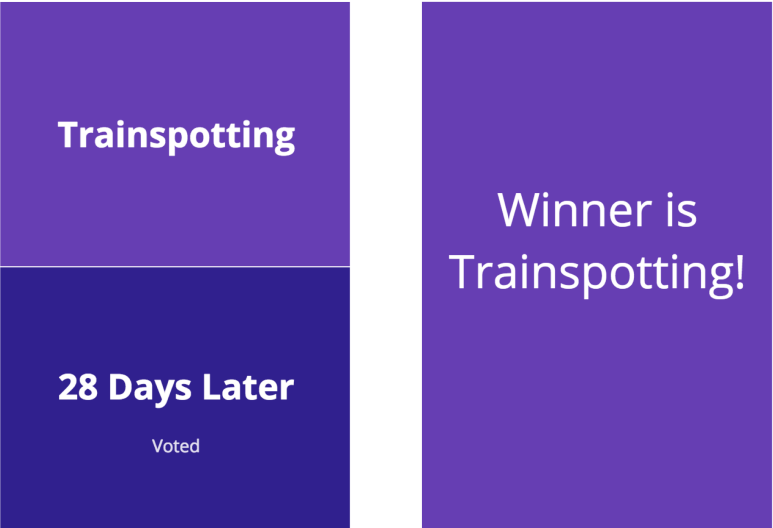 Trainspotting
28 Days Later
Voted
Winner is
Trainspotting!